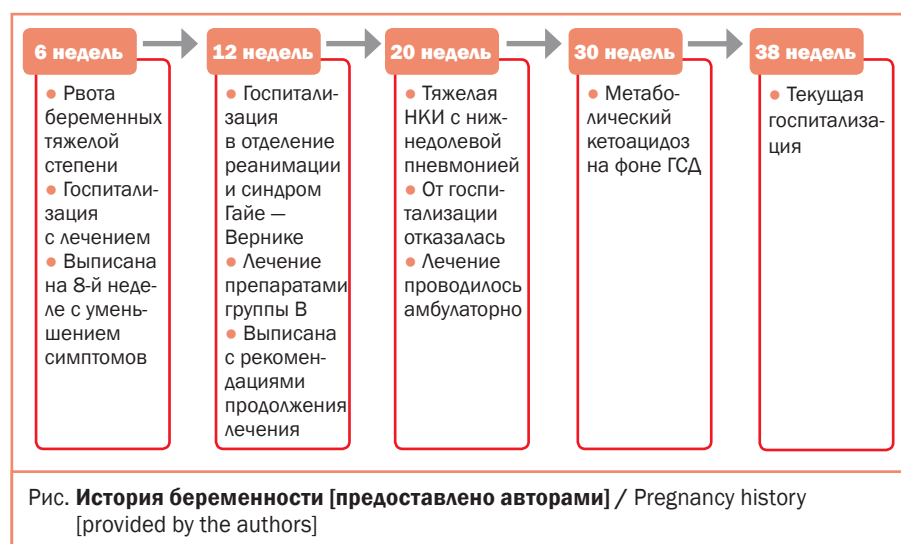 6 недель
• Рвота
беременных
тяжелой
степени
• Госпитали-
зация
с лечением
• Выписана
на 8-й неде-
ле с умень-
шением
симптомов
12 недель
• Госпитали-
зация
в отделение
реанимации
и синдром
Гайе —
Вернике
• Лечение
препаратами
группы В
• Выписана
с рекомен-
дациями
продолжения
лечения
20 недель
• Тяжелая
НКИ с ниж-
недолевой
пневмонией
• От госпи-
тализации
отказалась
• Лечение
проводилось
амбулаторно
30 недель
• Метабо-
лический
кетоацидоз
на фоне ГСД
38 недель
• Текущая
госпитализа-
ция
Рис. История беременности [предоставлено авторами] / Pregnancy history
[provided by the authors]